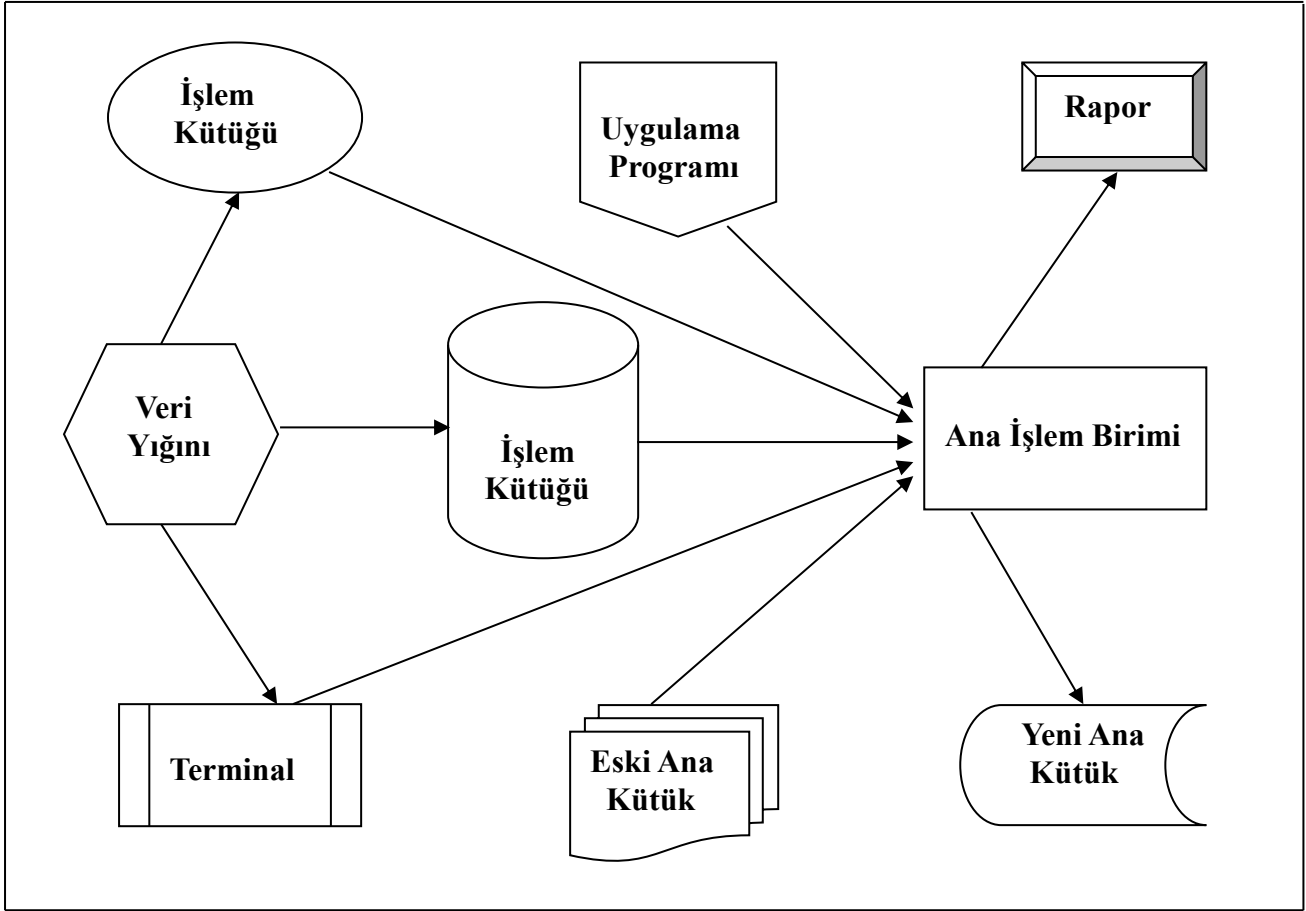 İşlem
Kütüğü
Uygulama
Programı
Rapor
Veri
Yığını
İşlem
Kütüğü
Ana İşlem Birimi
Terminal
Eski Ana
Kütük
Yeni Ana
Kütük